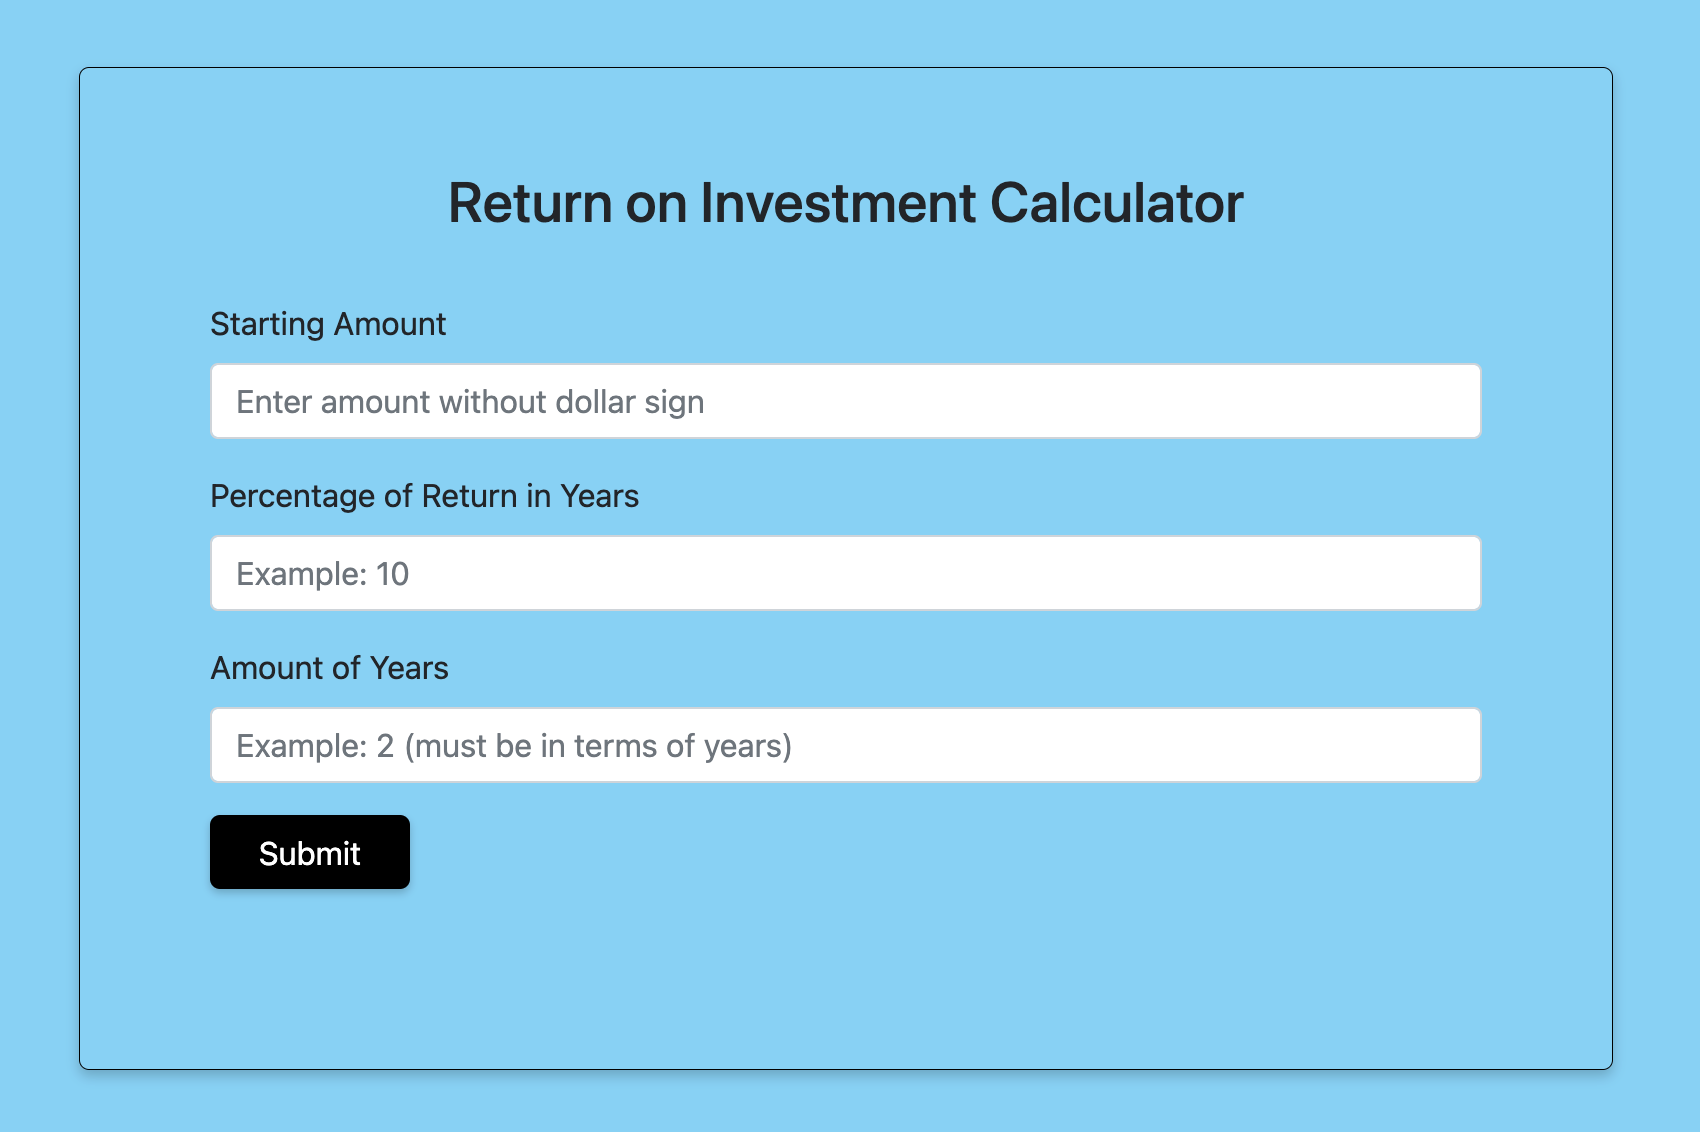 Return on Investment Calculator
Starting Amount
Enter amount without dollar sign
Percentage of Return in Years
Example: 10
Amount of Years
Example: 2 (must be in terms of years)
Submit